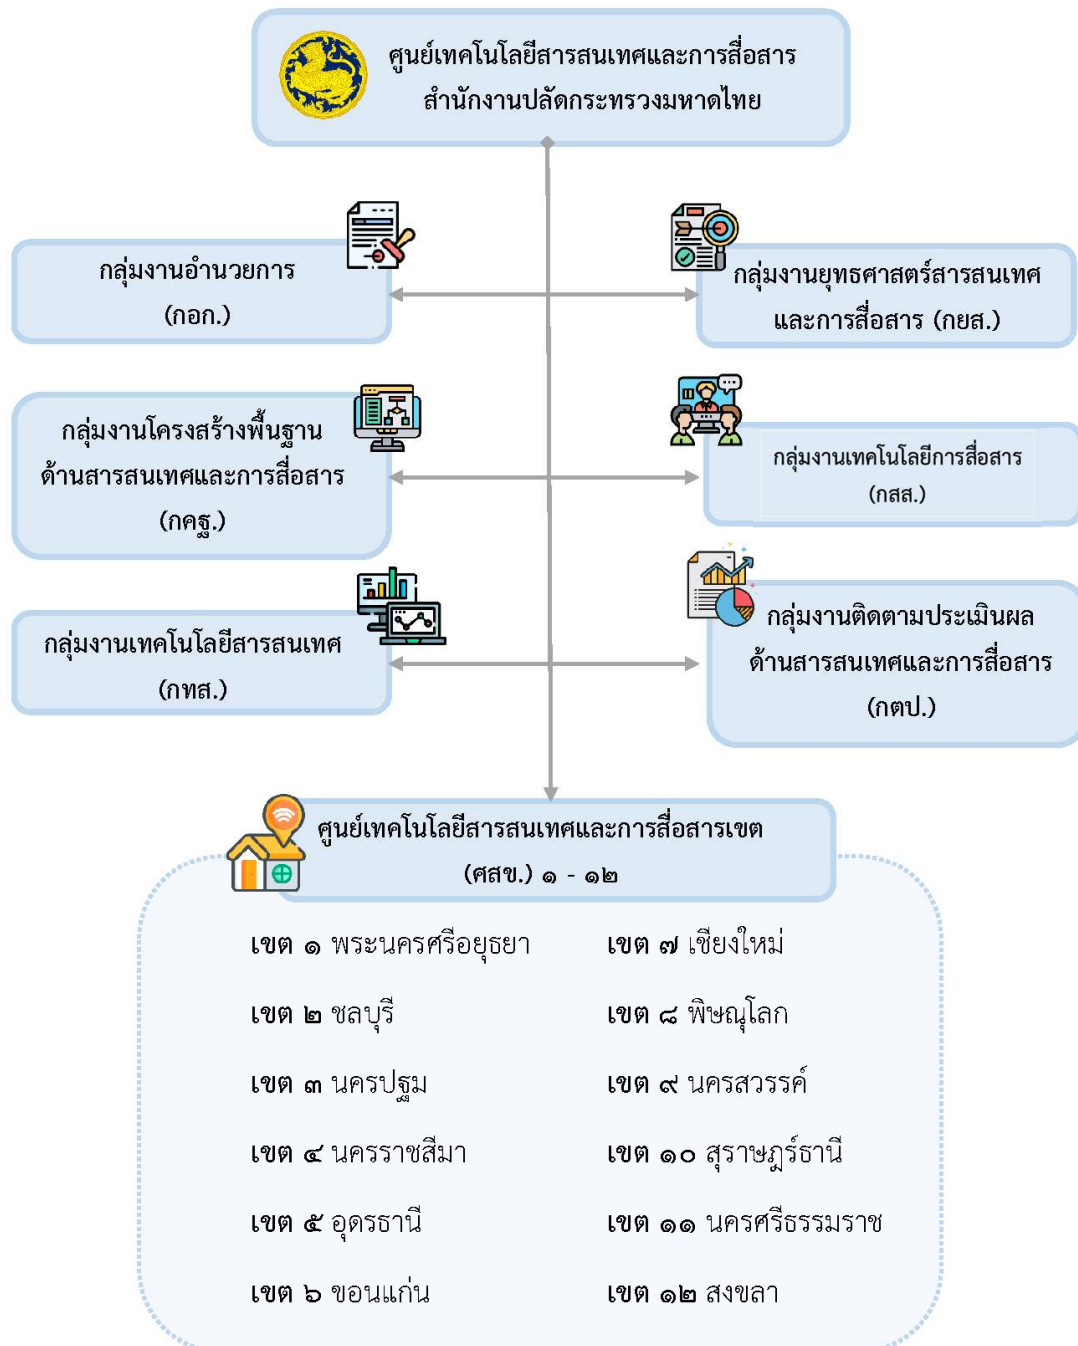 ศูนย์เทคโนโลยีสารสนเทศและการสื่อสาร
สำนักงานปลัดกระทรวงมหาดไทย
กลุ่มงานอำนวยการ
(กอก.)
กลุ่มงานยุทธศาสตร์สารสนเทศ
และการสื่อสาร (กยส.)
กลุ่มงานโครงสร้างพื้นฐาน
ด้านสารสนเทศและการสื่อสาร
(กคฐ.)
กลุ่มงานเทคโนโลยีการสื่อสาร
(กสส.)
กลุ่มงานเทคโนโลยีสารสนเทศ
(กทส.)
กลุ่มงานติดตามประเมินผล
ด้านสารสนเทศและการสื่อสาร
(กตป.)
ศูนย์เทคโนโลยีสารสนเทศและการสื่อสารเขต
(ศสข.) ๑ - ๑๒
เขต ๑ พระนครศรีอยุธยา
เขต ๒ ชลบุรี
เขต ๓ นครปฐม
เขต ๔ นครราชสีมา
เขต ๕ อุดรธานี
เขต ๖ ขอนแก่น
เขต ๗ เชียงใหม่
เขต ๘ พิษณุโลก
เขต ๙ นครสวรรค์
เขต ๑๐ สุราษฎร์ธานี
เขต ๑๑ นครศรีธรรมราช
เขต ๑๒ สงขลา